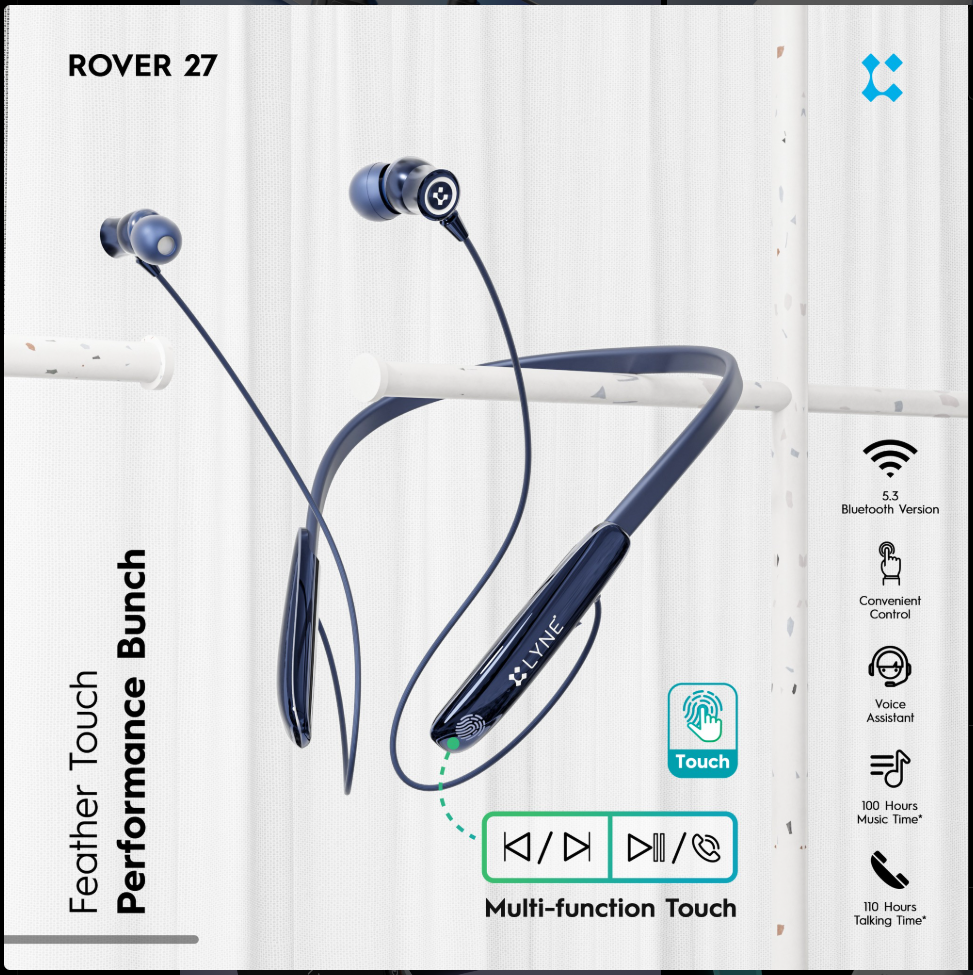 ROVER 27
5.3
Bluetooth Version
Convenient
Control
Voice
Assistant
100 Hours
Music Time*
110 Hours
Talking Time*
LYNE
Touch
Multi-function Touch
Feather Touch
Performance Bunch